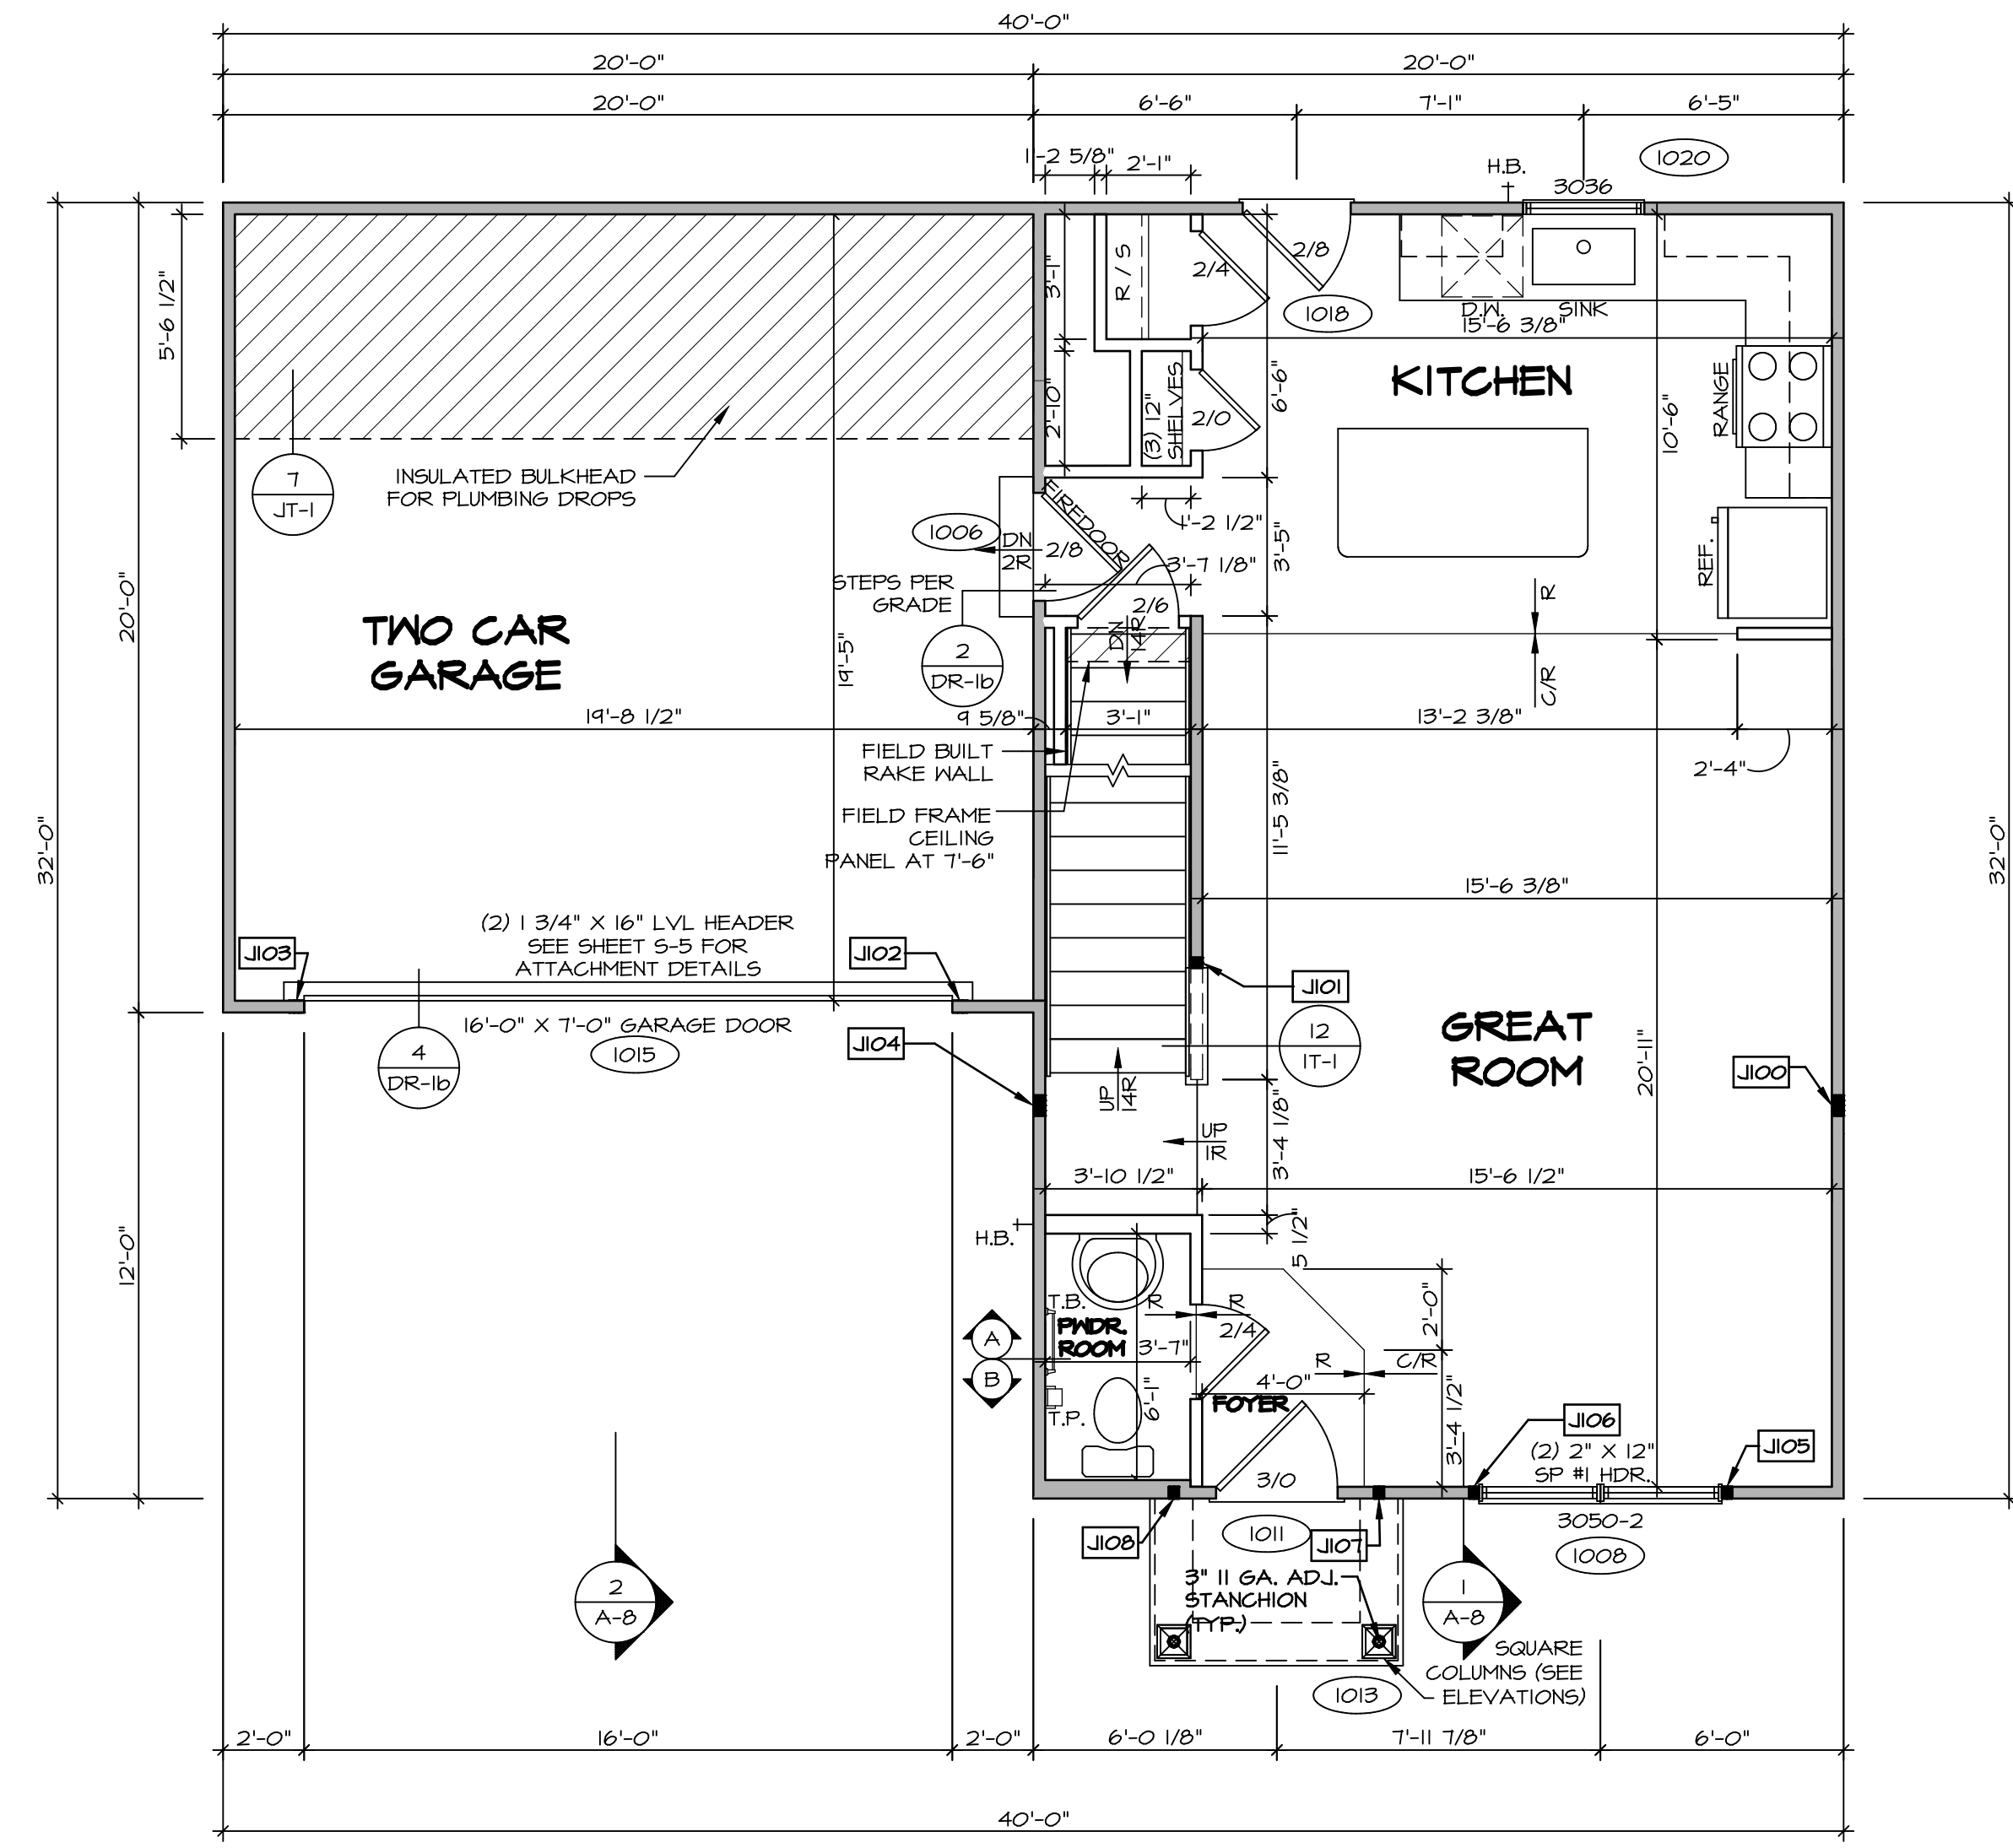 40'-0"
20'-0" 20'-0"
20'-0" 6'-6" 7'-1" 6'-5"
1'-2 5/8" 2'-1"
H.B.
3036
1020
5'-6 1/2"
3'-1"
R / S
2/4
2/8
1018
D.W.
SINK
15'-6 3/8"
KITCHEN
RANGE
2'-10"
(3) 12"
SHELVES
2/0
6'-6"
10'-6"
7
JT-1
INSULATED BULKHEAD
FOR PLUMBING DROPS
1006
DN
2R
2/8
FIREDOOR
1'-2 1/2"
3'-7 1/8"
3'-5"
REF.
STEPS PER
GRADE
2/6
DN
14R
R
C/R
TWO CAR
GARAGE
20'-0"
19'-5"
2
DR-1b
19'-8 1/2"
9 5/8"
3'-1"
13'-2 3/8"
2'-4"
FIELD BUILT
RAKE WALL
FIELD FRAME
CEILING
PANEL AT 7'-6"
11'-5 3/8"
32'-0"
32'-0"
15'-6 3/8"
(2) 1 3/4" X 16" LVL HEADER
SEE SHEET S-5 FOR
ATTACHMENT DETAILS
J103
J102
J101
16'-0" X 7'-0" GARAGE DOOR
1015
4
DR-1b
J104
12
IT-1
GREAT
ROOM
20'-11"
J100
UP
14R
UP
1R
3'-4 1/8"
3'-10 1/2"
15'-6 1/2"
12'-0"
H.B.
5 1/2"
T.B.
R
R
2/4
2'-0"
A
B
PWDR.
ROOM
3'-7"
R
C/R
4'-0"
FOYER
T.P.
6'-1"
3'-4 1/2"
3/0
J106
(2) 2" X 12"
SP #1 HDR.
J105
J108
1011
J107
3050-2
1008
3" 11 GA. ADJ.
STANCHION
(TYP.)
2
A-8
1
A-8
SQUARE
COLUMNS (SEE
ELEVATIONS)
1013
2'-0" 16'-0" 2'-0" 6'-0 1/8" 7'-11 7/8" 6'-0"
40'-0"